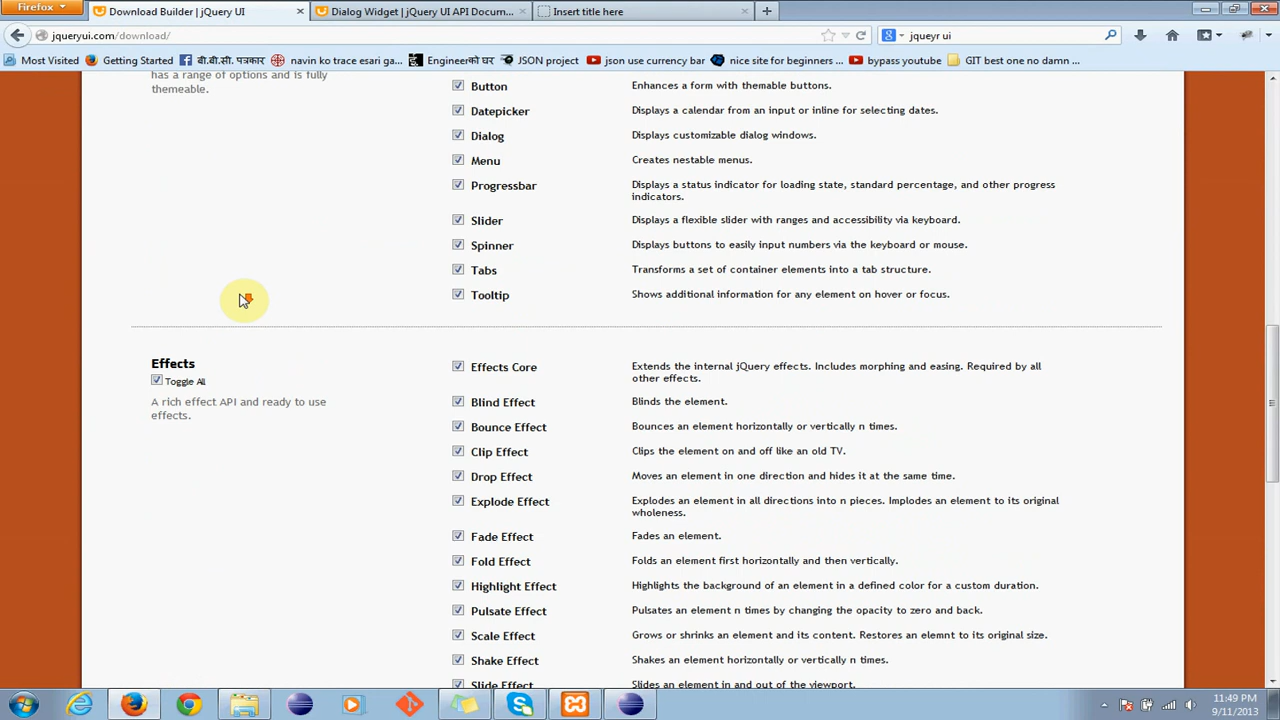 Firefox
Download Builder | jQuery UI
Dialog Widget | jQuery UI API Docum...
Insert title here
jqueryui.com/download/
jqueyr ui
Most Visited
Getting Started
बी.बी.सी. पत्रकार
navin ko trace esari ga...
Engineerको घर
JSON project
json use currency bar
nice site for beginners ...
bypass youtube
GIT best one no damn ...
has a range of options and is fully
themeable.
Button
Enhances a form with themable buttons.
Datepicker
Displays a calendar from an input or inline for selecting dates.
Dialog
Displays customizable dialog windows.
Menu
Creates nestable menus.
Progressbar
Displays a status indicator for loading state, standard percentage, and other progress
indicators.
Slider
Displays a flexible slider with ranges and accessibility via keyboard.
Spinner
Displays buttons to easily input numbers via the keyboard or mouse.
Tabs
Transforms a set of container elements into a tab structure.
Tooltip
Shows additional information for any element on hover or focus.
Effects
Toggle All
A rich effect API and ready to use
effects.
Effects Core
Extends the internal jQuery effects. Includes morphing and easing. Required by all
other effects.
Blind Effect
Blinds the element.
Bounce Effect
Bounces an element horizontally or vertically n times.
Clip Effect
Clips the element on and off like an old TV.
Drop Effect
Moves an element in one direction and hides it at the same time.
Explode Effect
Explodes an element in all directions into n pieces. Implodes an element to its original
wholeness.
Fade Effect
Fades an element.
Fold Effect
Folds an element first horizontally and then vertically.
Highlight Effect
Highlights the background of an element in a defined color for a custom duration.
Pulsate Effect
Pulsates an element n times by changing the opacity to zero and back.
Scale Effect
Grows or shrinks an element and its content. Restores an elemnt to its original size.
Shake Effect
Shakes an element horizontally or vertically n times.
Slide Effect
Slides an element in and out of the viewport.
11:49 PM
9/11/2013